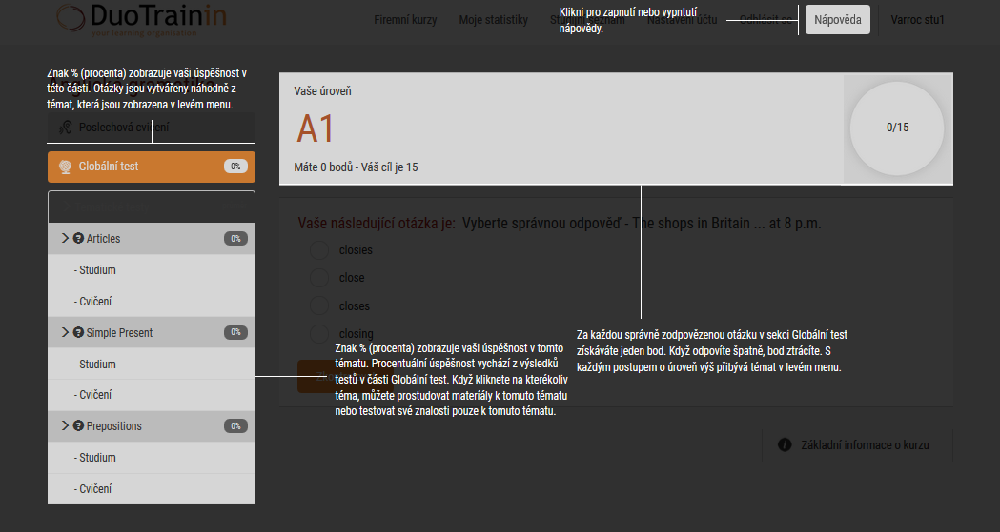 DuoTrainin
your learning organisation
Firemní kurzy
Moje statistiky
Studijní seznam
Nastavení účtu
Odhlásit se
Nápověda
Varroc stu1
Klikni pro zapnutí nebo vypntutí
nápovědy.
Znak % (procenta) zobrazuje vaši úspěšnost v
této části. Otázky jsou vytvářeny náhodně z
témat, která jsou zobrazena v levém menu.
Anglická gramatika
Poslechová cvičení
Globální test
0%
Articles
0%
- Studium
- Cvičení
Simple Present
0%
- Studium
- Cvičení
Prepositions
0%
- Studium
- Cvičení
Vaše úroveň
A1
Máte 0 bodů - Váš cíl je 15
0/15
Vaše následující otázka je: Vyberte správnou odpověď - The shops in Britain ... at 8 p.m.
closies
close
closes
closing
Znak % (procenta) zobrazuje vaši úspěšnost v tomto
tématu. Procentuální úspěšnost vychází z výsledků
testů v části Globální test. Když kliknete na kterékoliv
téma, můžete prostudovat materíály k tomuto tématu
nebo testovat své znalosti pouze k tomuto tématu.
Za každou správně zodpovězenou otázku v sekci Globální test
získáváte jeden bod. Když odpovíte špatně, bod ztrácíte. S
každým postupem o úroveň výš přibývá témat v levém menu.
Základní informace o kurzu